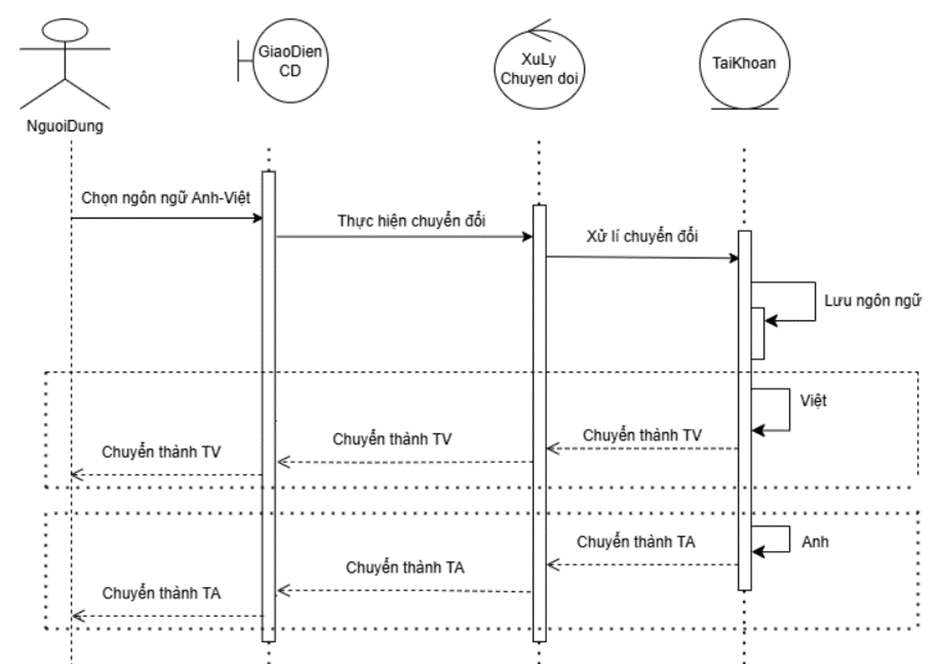 GiaoDien
CD
XuLy
Chuyen doi
TaiKhoan
NguoiDung
Chọn ngôn ngữ Anh-Việt
Thực hiện chuyển đổi
Xử lí chuyển đổi
Lưu ngôn ngữ
Việt
Chuyển thành TV
Chuyển thành TV
Chuyển thành TV
Anh
Chuyển thành TA
Chuyển thành TA
Chuyển thành TA